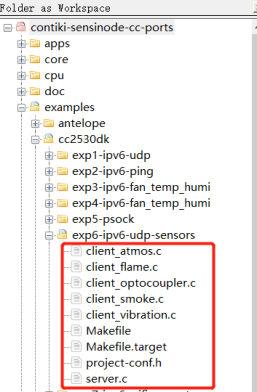 Folder as Workspace
contiki-sensinode-cc-ports
apps
core
cpu
doc
examples
antelope
cc2530dk
exp1-ipv6-udp
exp2-ipv6-ping
exp3-ipv6-fan_temp_humi
exp4-ipv6-fan_temp_humi
exp5-psock
exp6-ipv6-udp-sensors
client_atmos.c
client_flame.c
client_optocoupler.c
client_smoke.c
client_vibration.c
Makefile
Makefile.target
project-conf.h
server.c